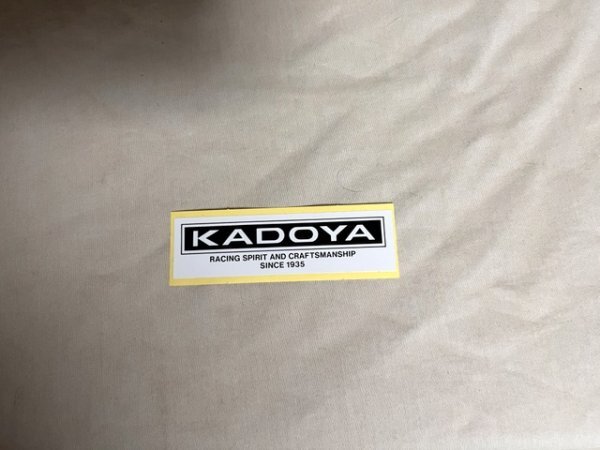 KADOYA
RACING SPIRIT AND CRAFTSMANSHIP
SINCE 1935